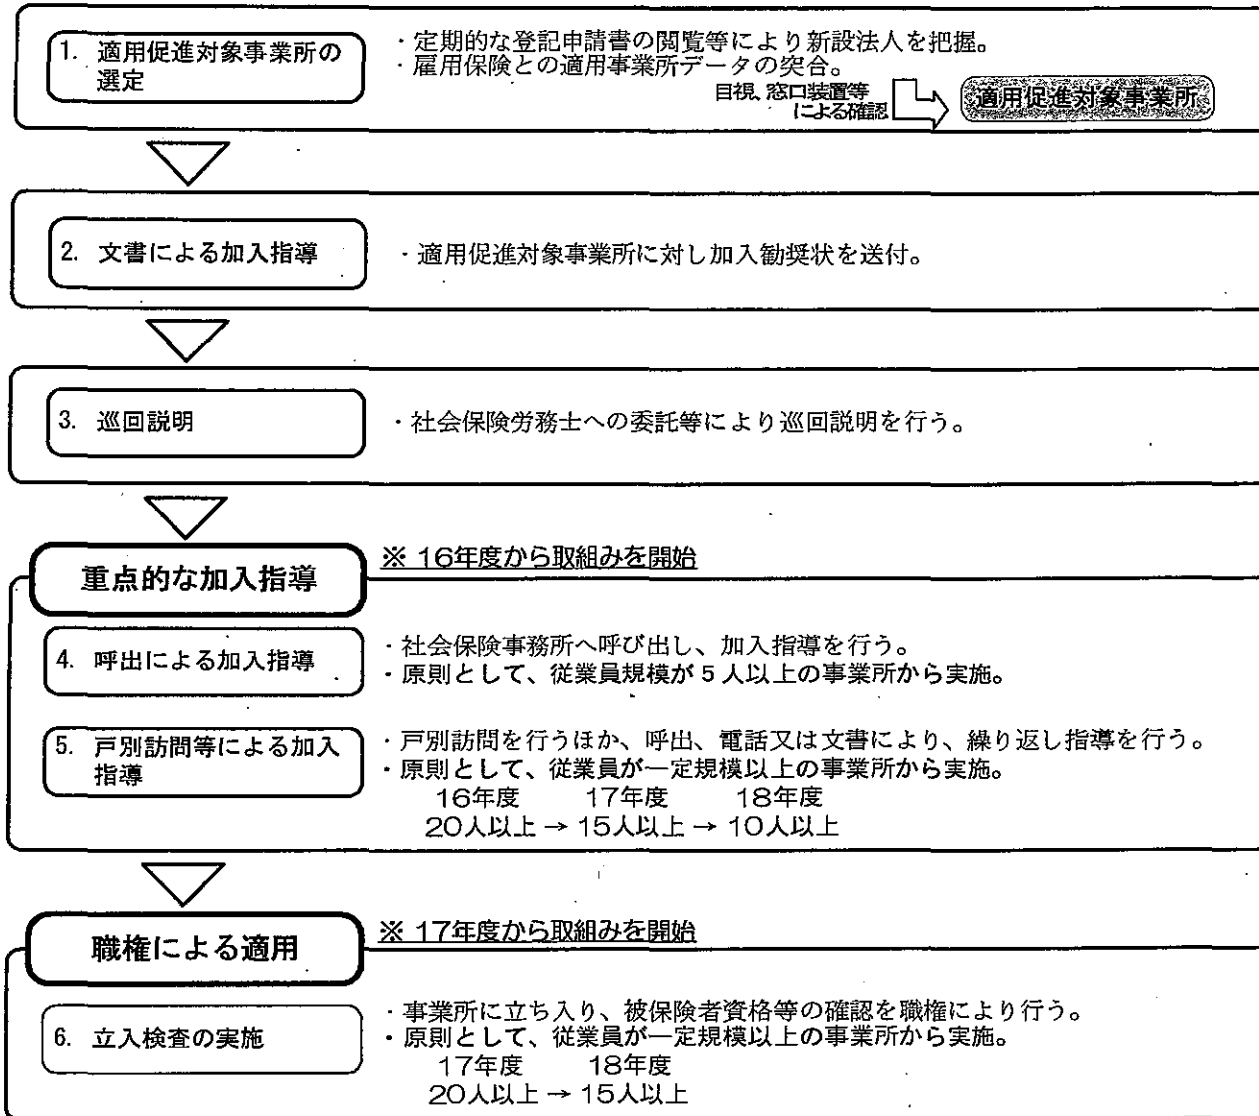 1. 適用促進対象事業所の
選定
・定期的な登記申請書の閲覧等により新設法人を把握。
・雇用保険との適用事業所データの突合。
目視、窓口装置等
による確認
適用促進対象事業所
2. 文書による加入指導
・適用促進対象事業所に対し加入勧奨状を送付。
3. 巡回説明
・社会保険労務士への委託等により巡回説明を行う。
重点的な加入指導
※ 16年度から取組みを開始
4. 呼出による加入指導
・社会保険事務所へ呼び出し、加入指導を行う。
・原則として、従業員規模が5人以上の事業所から実施。
5. 戸別訪問等による加入
指導
・戸別訪問を行うほか、呼出、電話又は文書により、繰り返し指導を行う。
・原則として、従業員が一定規模以上の事業所から実施。
16年度 17年度 18年度
20人以上 → 15人以上 → 10人以上
職権による適用
※ 17年度から取組みを開始
6. 立入検査の実施
・事業所に立ち入り、被保険者資格等の確認を職権により行う。
・原則として、従業員が一定規模以上の事業所から実施。
17年度 18年度
20人以上 → 15人以上